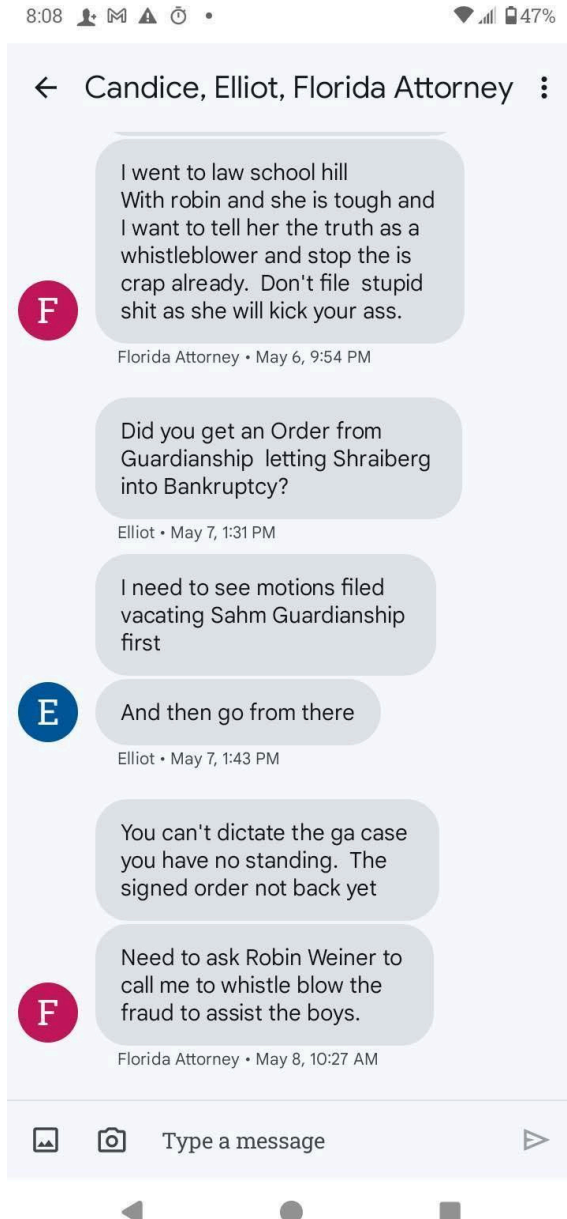 8:08 47%
Candice, Elliot, Florida Attorney
I went to law school hill
With robin and she is tough and
I want to tell her the truth as a
whistleblower and stop the is
crap already. Don't file stupid
shit as she will kick your ass.
F
Florida Attorney • May 6, 9:54 PM
Did you get an Order from
Guardianship letting Shraiberg
into Bankruptcy?
Elliot • May 7, 1:31 PM
I need to see motions filed
vacating Sahm Guardianship
first
E
And then go from there
Elliot • May 7, 1:43 PM
You can't dictate the ga case
you have no standing. The
signed order not back yet
Need to ask Robin Weiner to
call me to whistle blow the
fraud to assist the boys.
F
Florida Attorney • May 8, 10:27 AM
Type a message